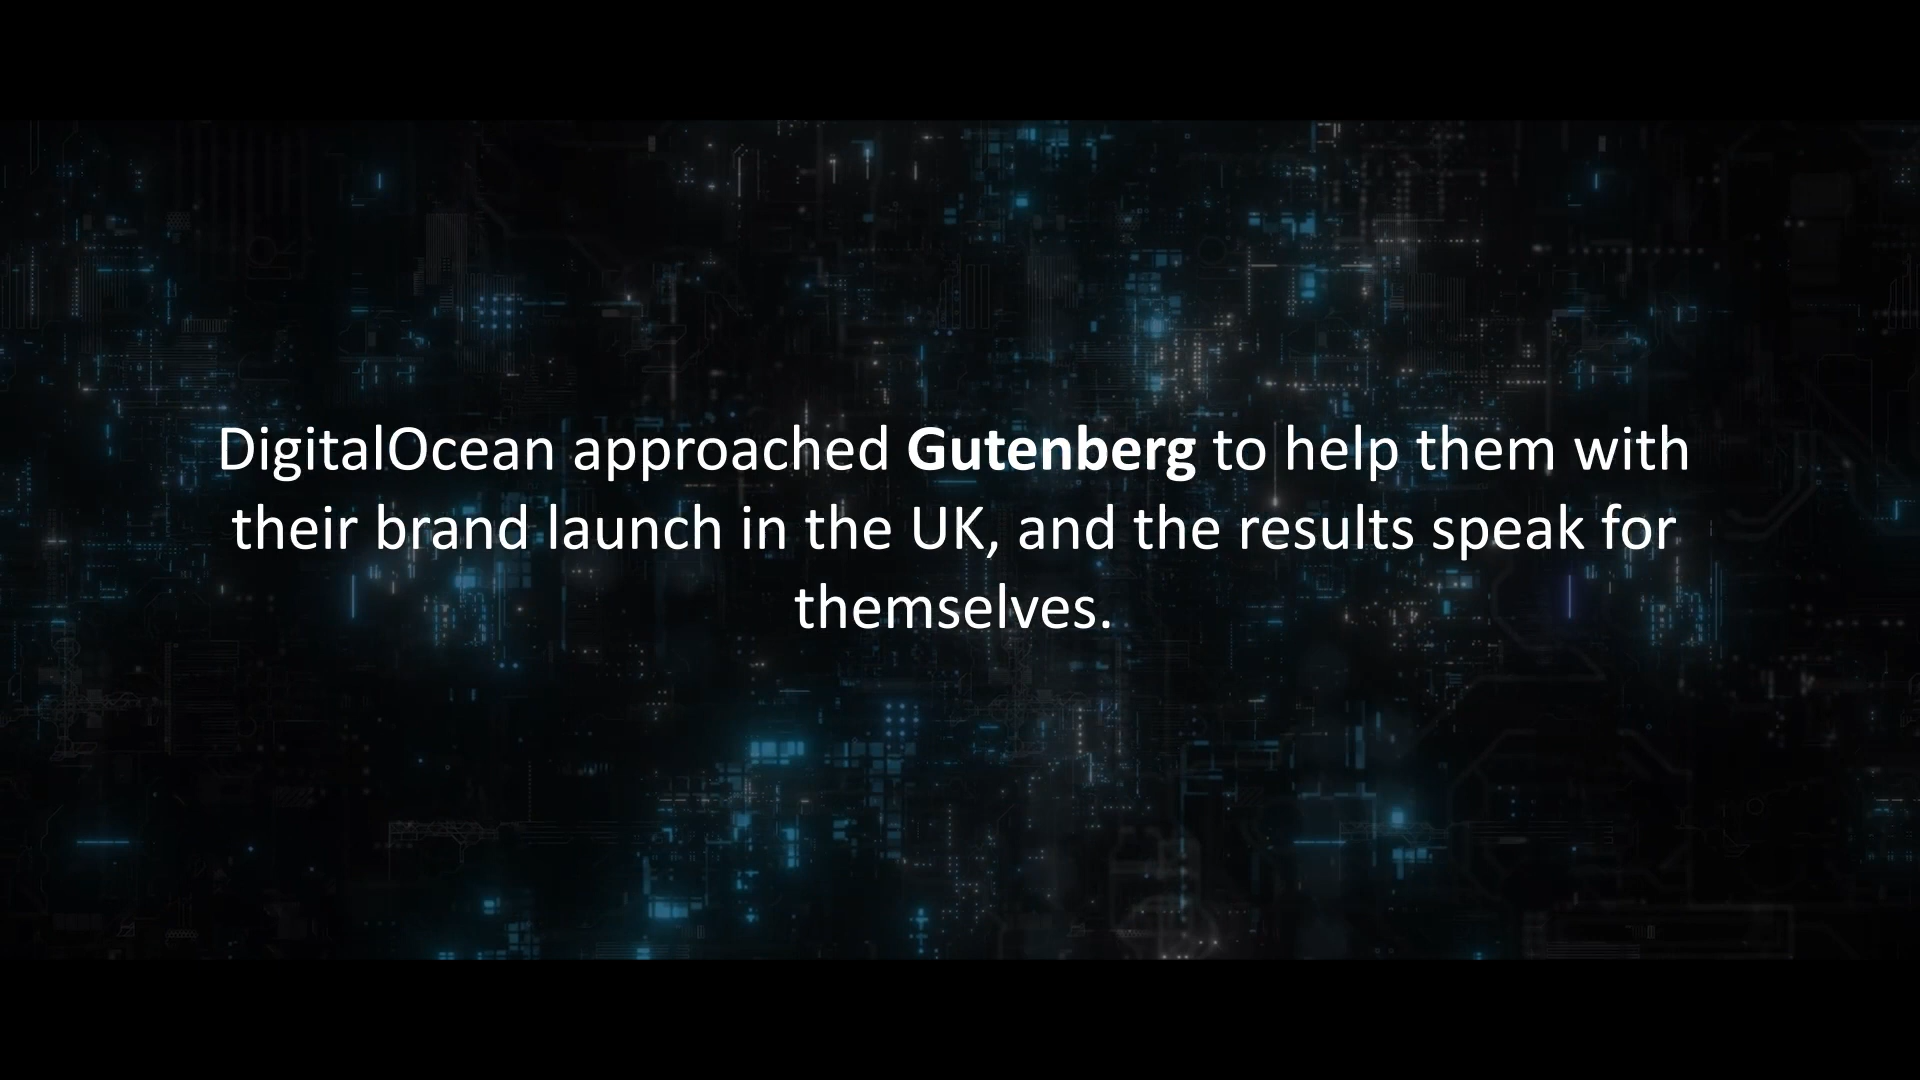 DigitalOcean approached Gutenberg to help them with
their brand launch in the UK, and the results speak for
themselves.